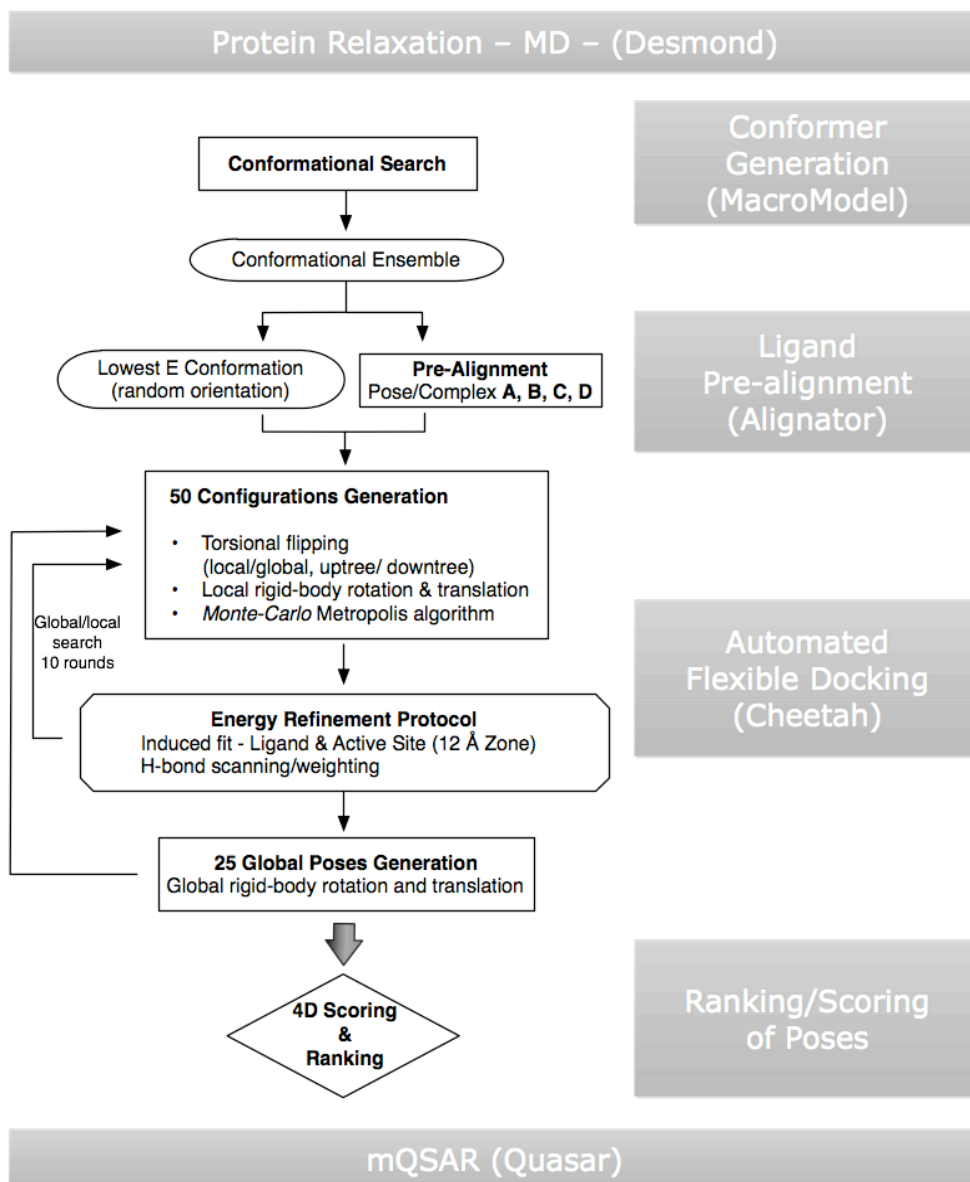 Protein Relaxation – MD – (Desmond)
Conformational Search
Conformer
Generation
(MacroModel)
Conformational Ensemble
Lowest E Conformation
(random orientation)
Pre-Alignment
Pose/Complex A, B, C, D
Ligand
Pre-alignment
(Alignator)
50 Configurations Generation
• Torsional flipping
(local/global, uptree/ downtree)
• Local rigid-body rotation & translation
• Monte-Carlo Metropolis algorithm
Global/local
search
10 rounds
Automated
Flexible Docking
(Cheetah)
Energy Refinement Protocol
Induced fit - Ligand & Active Site (12 Å Zone)
H-bond scanning/weighting
25 Global Poses Generation
Global rigid-body rotation and translation
4D Scoring
&
Ranking
Ranking/Scoring
of Poses
mQSAR (Quasar)